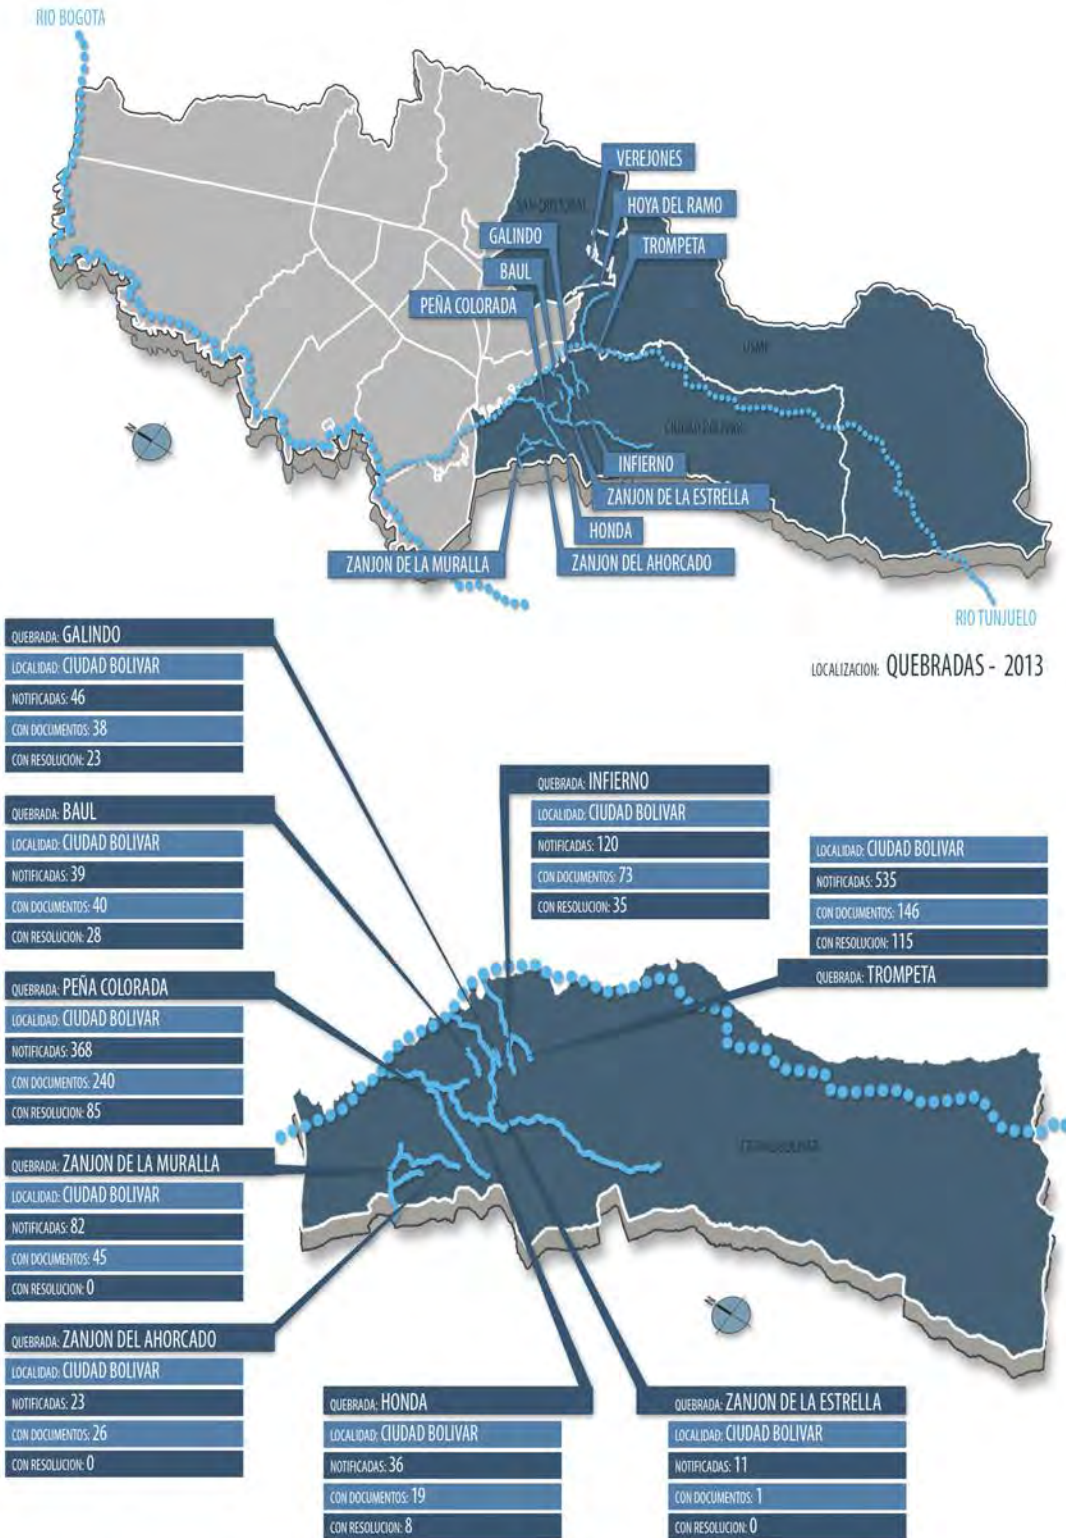 RIO BOGOTA
VEREJONES
HOYA DEL RAMO
SAN CRISTOBAL
GALINDO
TROMPETA
BAUL
PEÑA COLORADA
USME
CIUDAD BOLIVAR
INFIERNO
ZANJON DE LA ESTRELLA
HONDA
ZANJON DE LA MURALLA
ZANJON DEL AHORCADO
RIO TUNJUELO
LOCALIZACION: QUEBRADAS - 2013
QUEBRADA: GALINDO
LOCALIDAD: CIUDAD BOLIVAR
NOTIFICADAS: 46
CON DOCUMENTOS: 38
CON RESOLUCION: 23
QUEBRADA: BAUL
LOCALIDAD: CIUDAD BOLIVAR
NOTIFICADAS: 39
CON DOCUMENTOS: 40
CON RESOLUCION: 28
QUEBRADA: INFIERNO
LOCALIDAD: CIUDAD BOLIVAR
NOTIFICADAS: 120
CON DOCUMENTOS: 73
CON RESOLUCION: 35
LOCALIDAD: CIUDAD BOLIVAR
NOTIFICADAS: 535
CON DOCUMENTOS: 146
CON RESOLUCION: 115
QUEBRADA: TROMPETA
QUEBRADA: PEÑA COLORADA
LOCALIDAD: CIUDAD BOLIVAR
NOTIFICADAS: 368
CON DOCUMENTOS: 240
CON RESOLUCION: 85
CIUDAD BOLIVAR
QUEBRADA: ZANJON DE LA MURALLA
LOCALIDAD: CIUDAD BOLIVAR
NOTIFICADAS: 82
CON DOCUMENTOS: 45
CON RESOLUCION: 0
N
QUEBRADA: ZANJON DEL AHORCADO
LOCALIDAD: CIUDAD BOLIVAR
NOTIFICADAS: 23
CON DOCUMENTOS: 26
CON RESOLUCION: 0
QUEBRADA: HONDA
LOCALIDAD: CIUDAD BOLIVAR
NOTIFICADAS: 36
CON DOCUMENTOS: 19
CON RESOLUCION: 8
QUEBRADA: ZANJON DE LA ESTRELLA
LOCALIDAD: CIUDAD BOLIVAR
NOTIFICADAS: 11
CON DOCUMENTOS: 1
CON RESOLUCION: 0